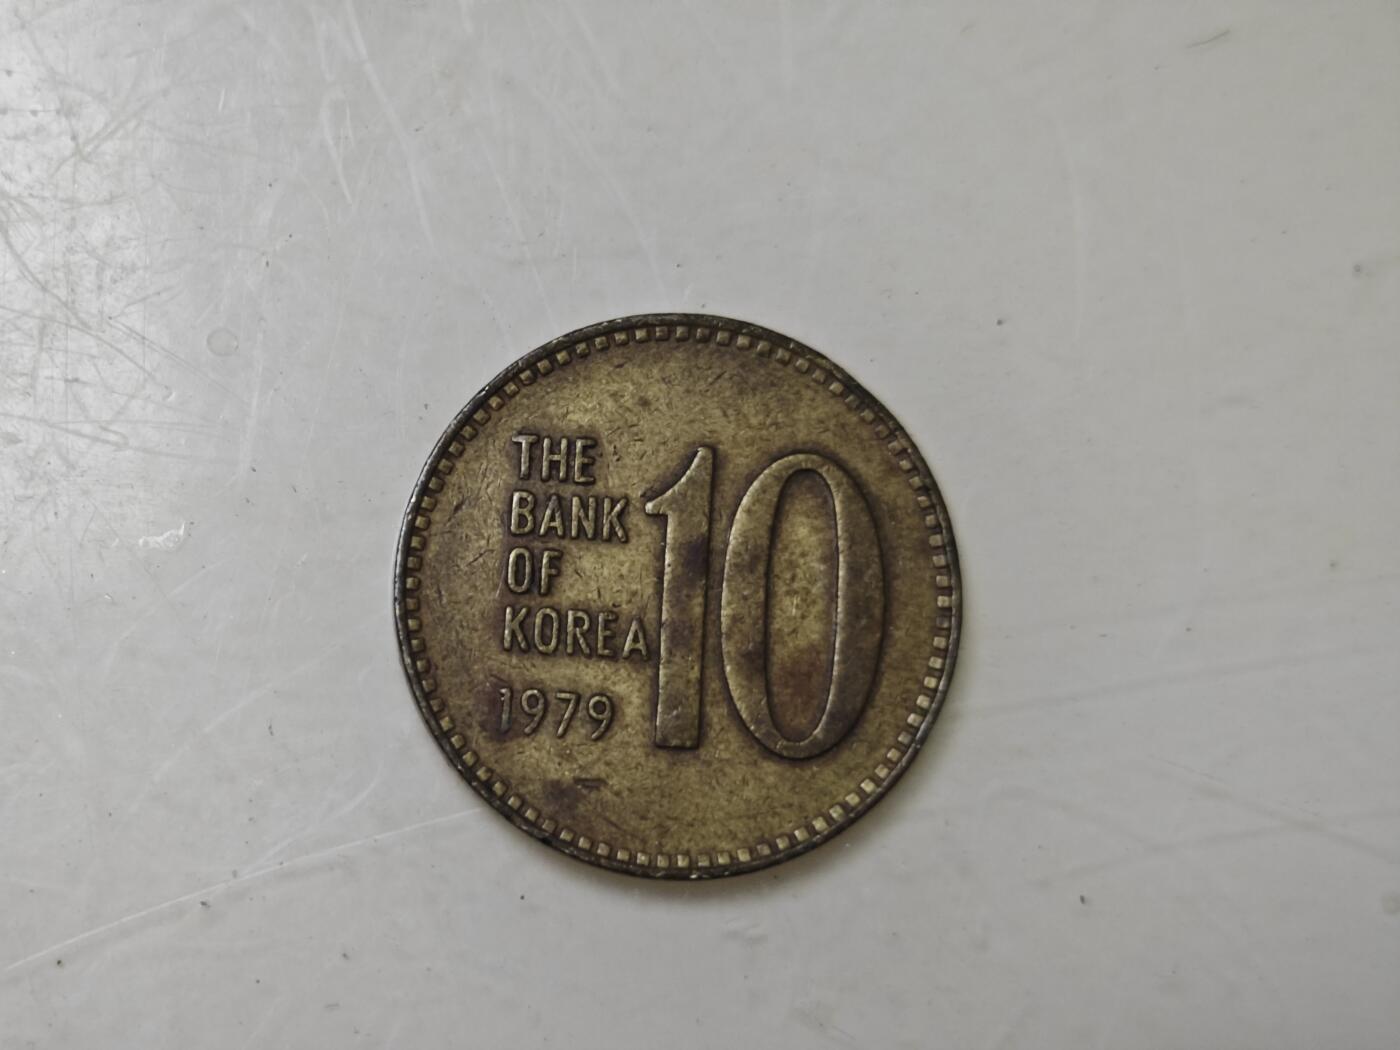 THE
BANK
OF
KOREA
1979
10